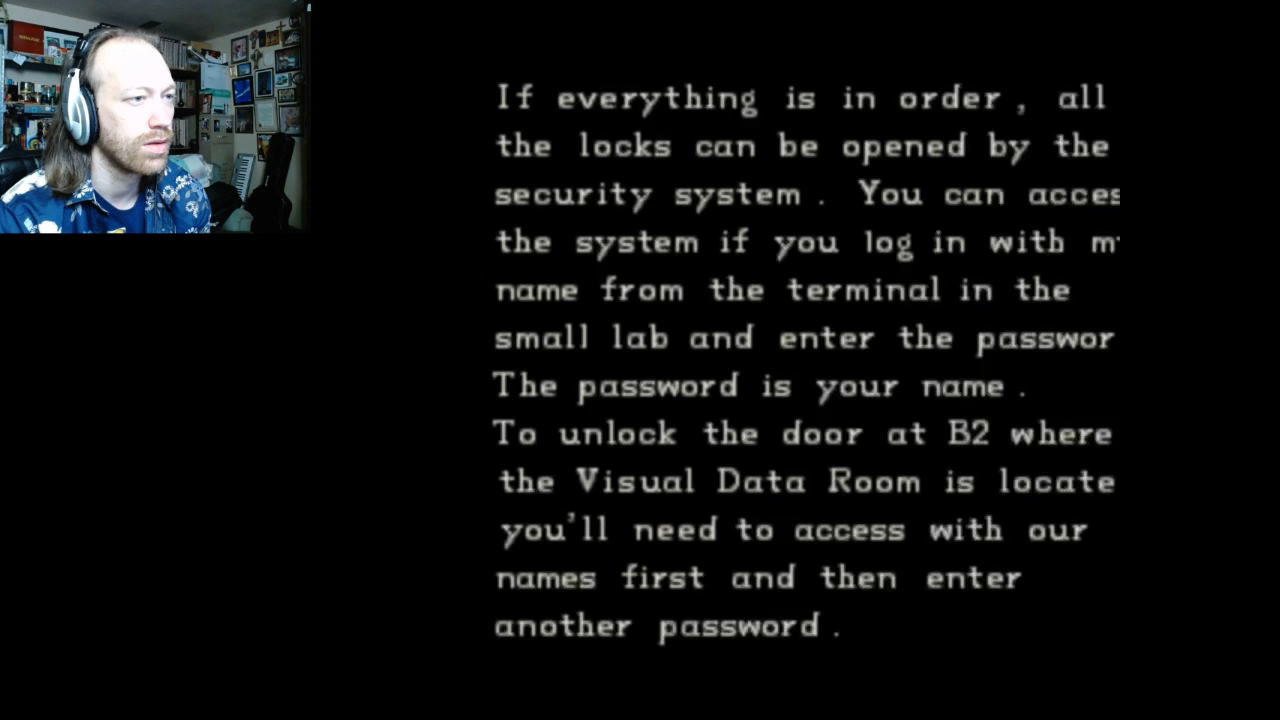 If everything is in order, all
the locks can be opened by the
security system. You can acces
the system if you log in with m
name from the terminal in the
small lab and enter the passwor
The password is your name.
To unlock the door at B2 where
the Visual Data Room is locate
you'll need to access with our
names first and then enter
another password.